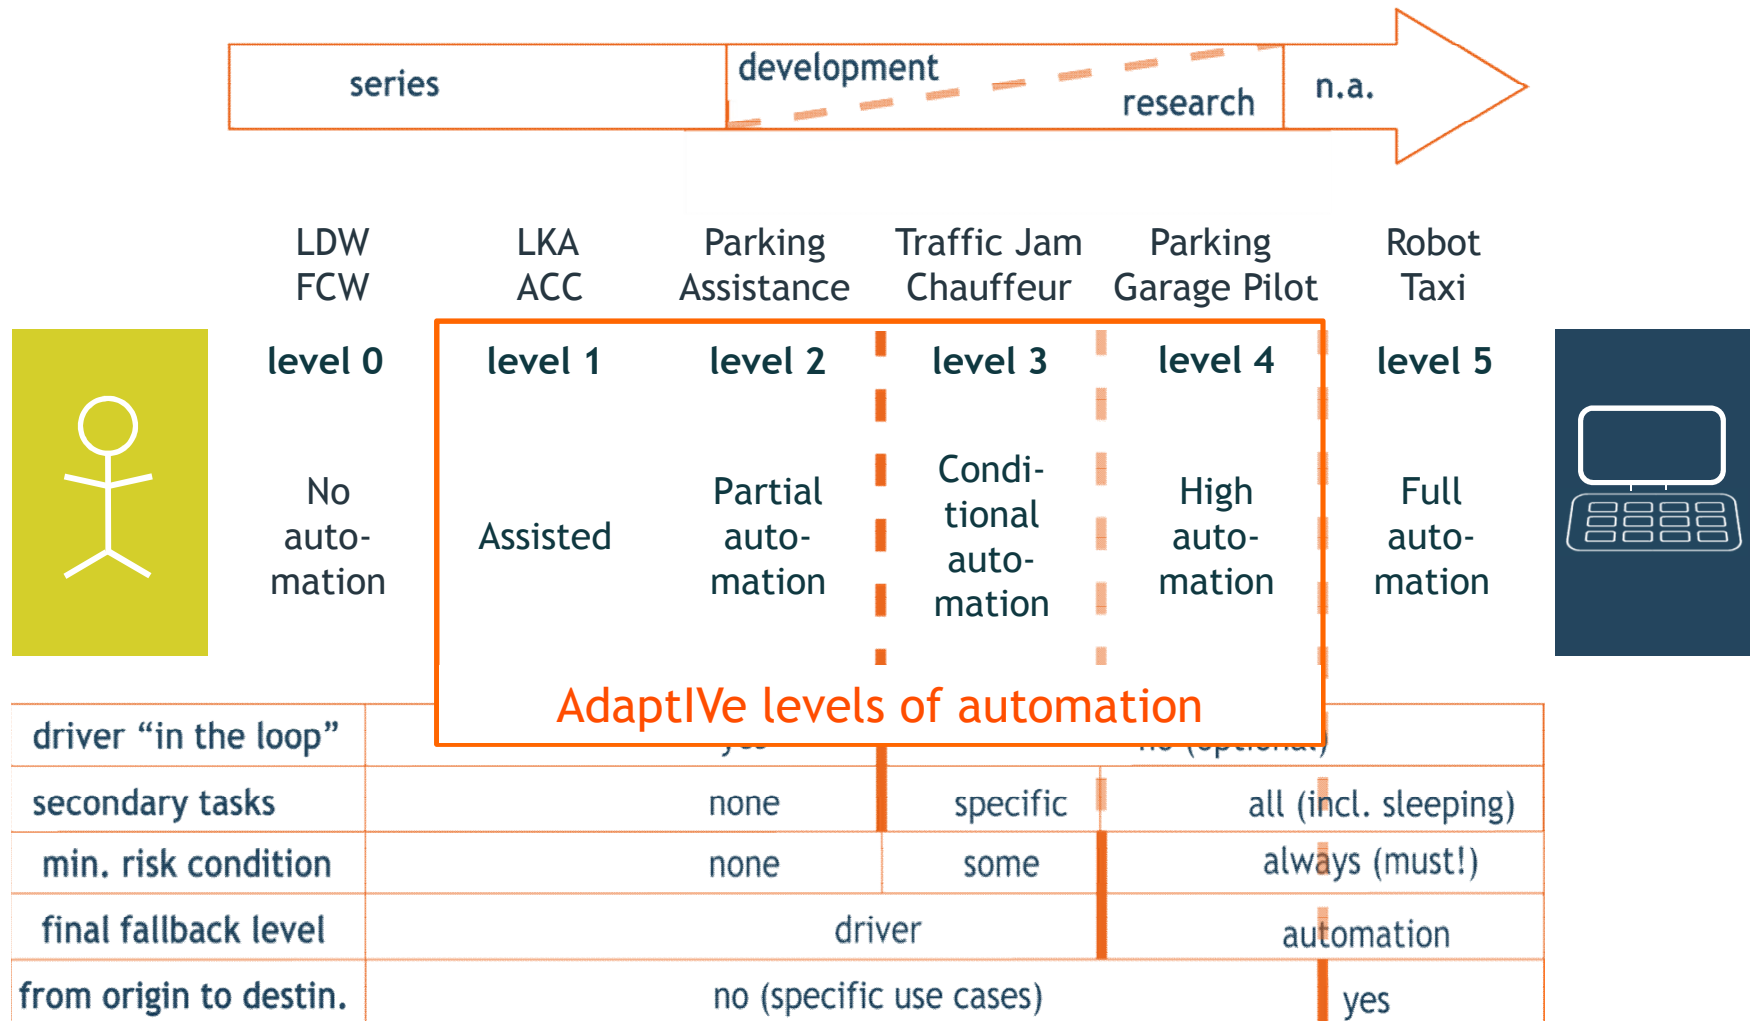 series
development
research
n.a.
LDW
FCW
LKA
ACC
Parking
Assistance
Traffic Jam
Chauffeur
Parking
Garage Pilot
Robot
Taxi
level 0
level 1
level 2
level 3
level 4
level 5
No
auto-
mation
Assisted
Partial
auto-
mation
Condi-
tional
auto-
mation
High
auto-
mation
Full
auto-
mation
AdaptIVe levels of automation
driver “in the loop”
yes
no (optional)
secondary tasks
none
specific
all (incl. sleeping)
min. risk condition
none
some
always (must!)
final fallback level
driver
automation
from origin to destin.
no (specific use cases)
yes